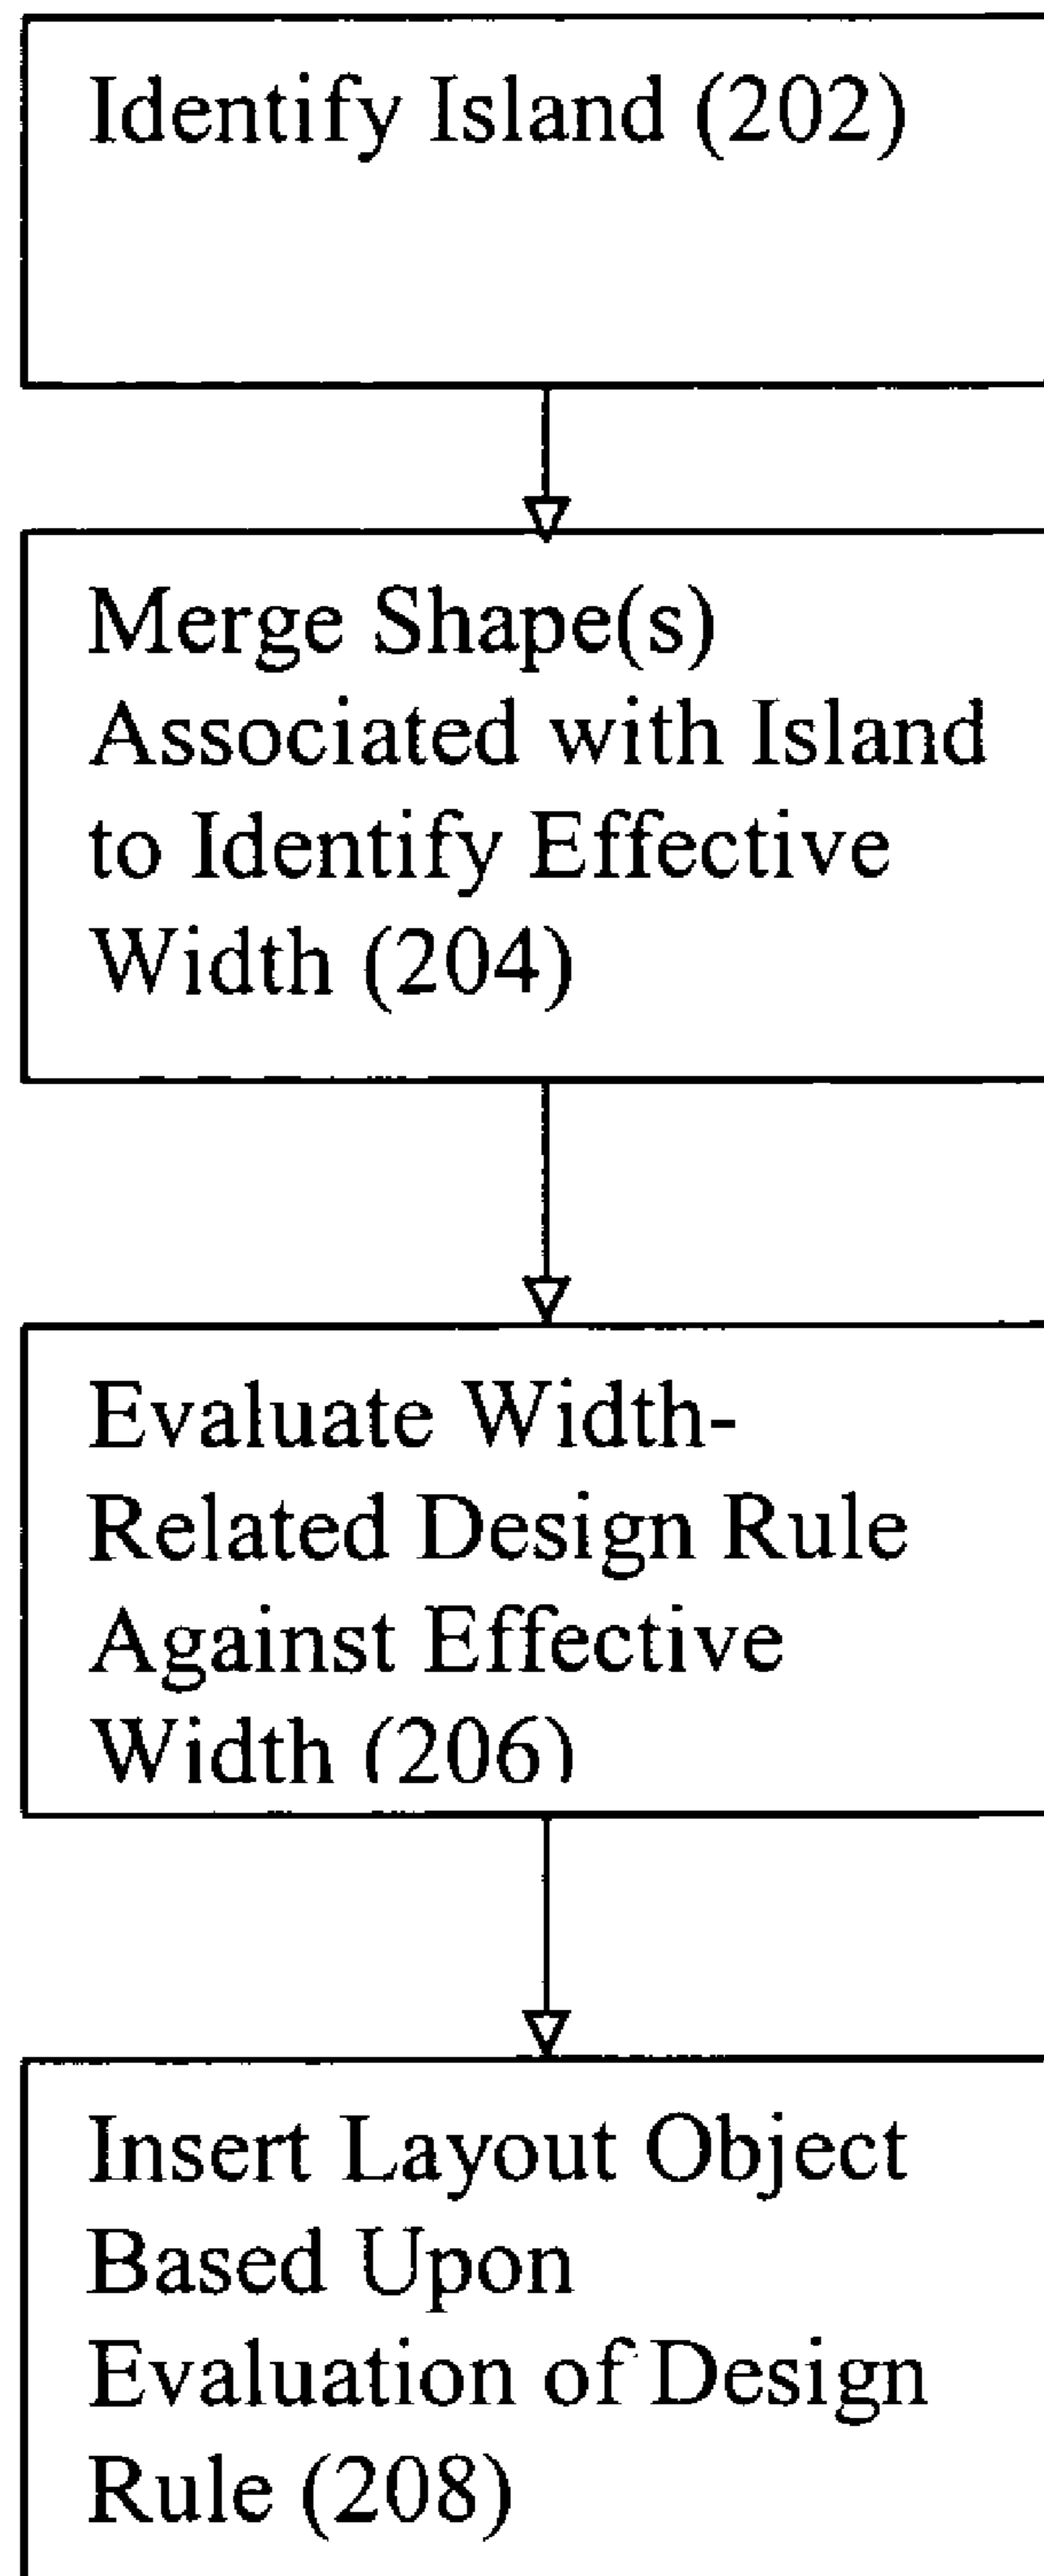 Identify Island (202)
Merge Shape(s)
Associated with Island
to Identify Effective
Width (204)
Evaluate Width-
Related Design Rule
Against Effective
Width (206)
Insert Layout Object
Based Upon
Evaluation of Design
Rule (208)